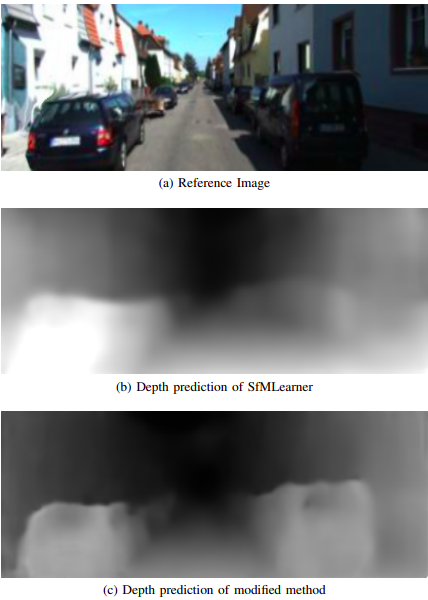 (a) Reference Image
(b) Depth prediction of SfMLearner
(c) Depth prediction of modified method